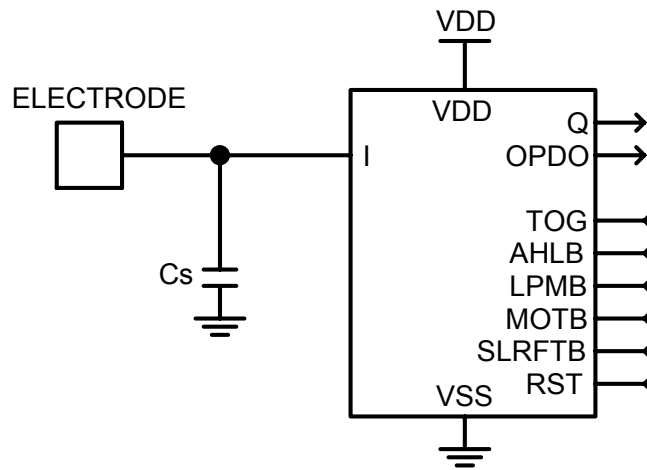 VDD
ELECTRODE
VDD
Q
I
OPDO
TOG
AHLB
Cs
LPMB
MOTB
SLRFTB
RST
VSS